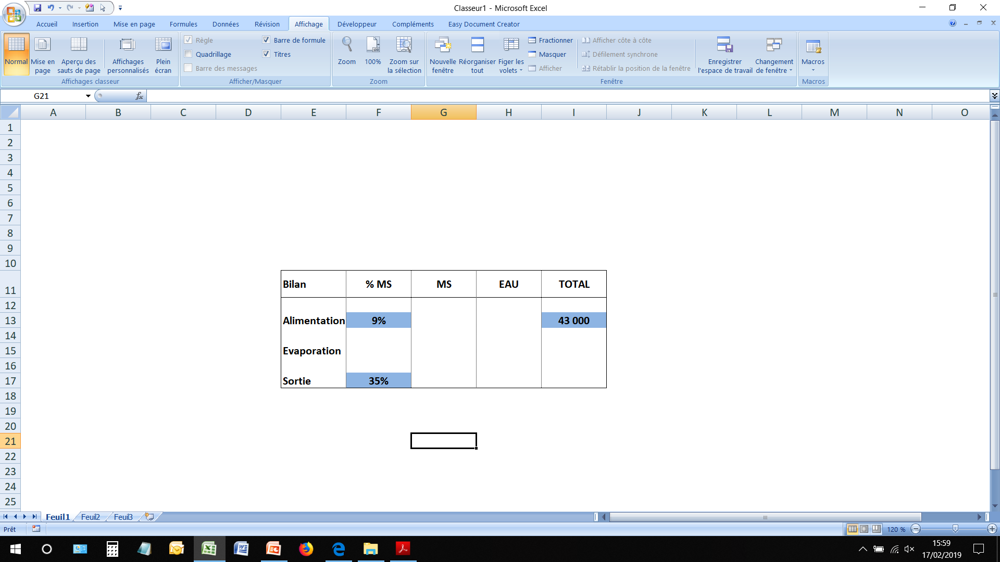 Classeur1 - Microsoft Excel
Accueil Insertion Mise en page Formules Données Révision Affichage Développeur Compléments Easy Document Creator
Normal Mise en page Aperçu des sauts de page Affichages personnalisés Plein écran
Affichages classeur
Règle Barre de formule
Quadrillage Titres
Barre des messages
Afficher/Masquer
Zoom 100% Zoom sur la sélection
Zoom
Nouvelle fenêtre Réorganiser tout Figer les volets
Fractionner Afficher côte à côte
Masquer Défilement synchrone
Afficher Rétablir la position de la fenêtre
Enregistrer l'espace de travail Changement de fenêtre
Fenêtre
Macros
Macros
G21 fx
A B C D E F G H I J K L M N O
1
2
3
4
5
6
7
8
9
10
11 Bilan % MS MS EAU TOTAL
12
13 Alimentation 9% 43 000
14
15 Evaporation
16
17 Sortie 35%
18
19
20
21
22
23
24
25
Feuil1 Feuil2 Feuil3
Prêt 120 %
15:59
17/02/2019